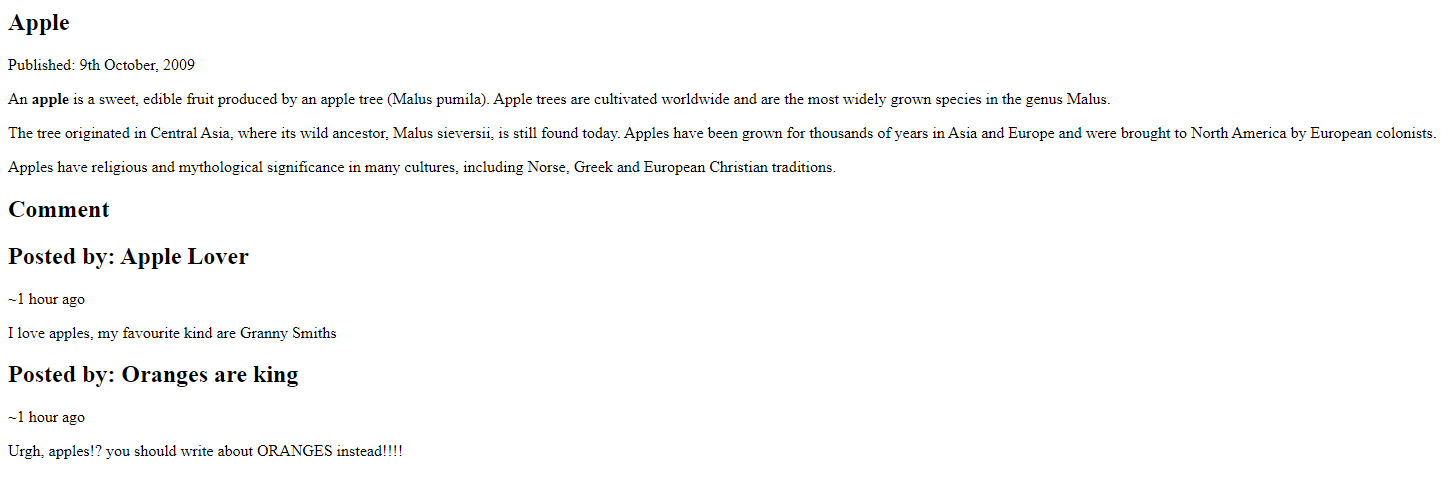 Apple
Published: 9th October, 2009
An apple is a sweet, edible fruit produced by an apple tree (Malus pumila). Apple trees are cultivated worldwide and are the most widely grown species in the genus Malus.
The tree originated in Central Asia, where its wild ancestor, Malus sieversii, is still found today. Apples have been grown for thousands of years in Asia and Europe and were brought to North America by European colonists.
Apples have religious and mythological significance in many cultures, including Norse, Greek and European Christian traditions.
Comment
Posted by: Apple Lover
~1 hour ago
I love apples, my favourite kind are Granny Smiths
Posted by: Oranges are king
~1 hour ago
Urgh, apples!? you should write about ORANGES instead!!!!